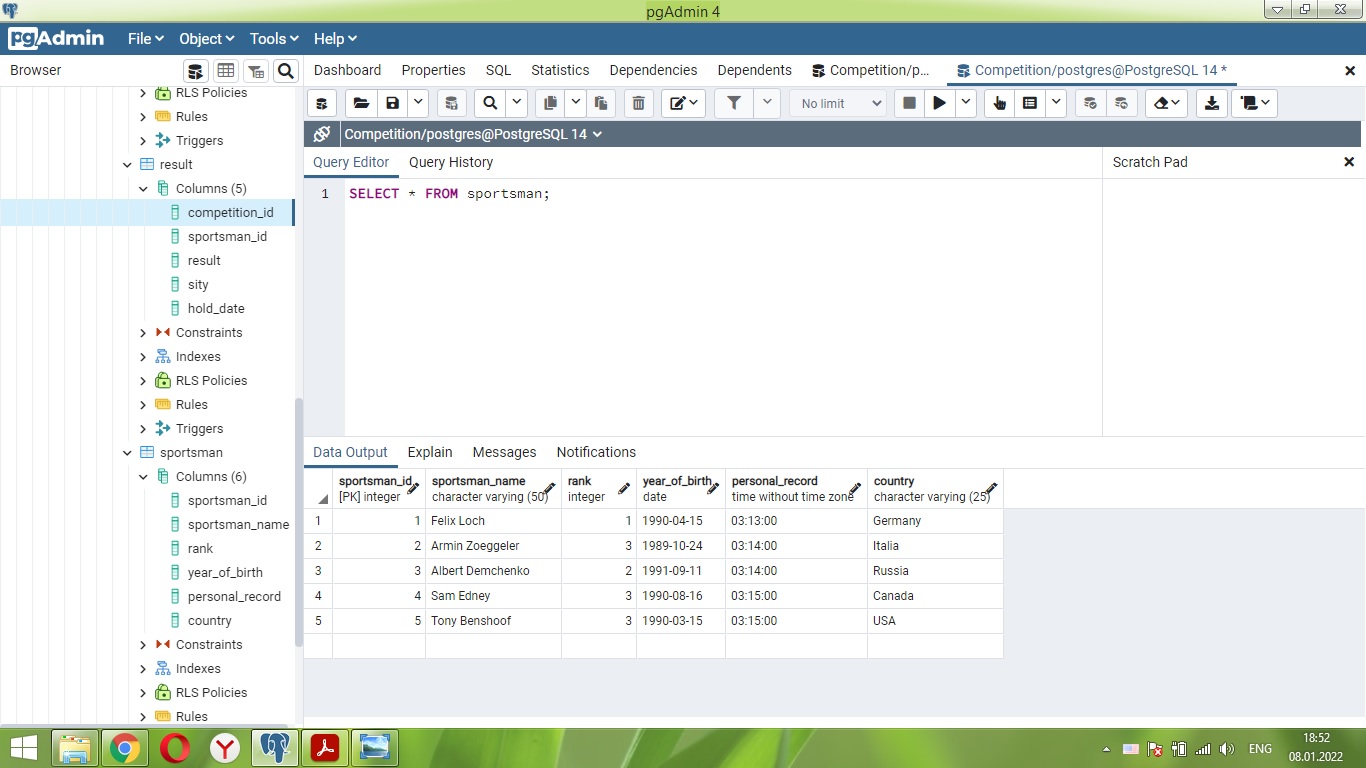 pgAdmin 4
pgAdmin File Object Tools Help
Browser
Dashboard Properties SQL Statistics Dependencies Dependents Competition/p... Competition/postgres@PostgreSQL 14 *
No limit
Competition/postgres@PostgreSQL 14
Query Editor Query History
Scratch Pad
1 SELECT * FROM sportsman;
RLS Policies
Rules
Triggers
result
Columns (5)
competition_id
sportsman_id
result
sity
hold_date
Constraints
Indexes
RLS Policies
Rules
Triggers
sportsman
Columns (6)
sportsman_id
sportsman_name
rank
year_of_birth
personal_record
country
Constraints
Indexes
RLS Policies
Rules
Data Output Explain Messages Notifications
sportsman_id sportsman_name rank year_of_birth personal_record country
[PK] integer character varying (50) integer date time without time zone character varying (25)
1 1 Felix Loch 1 1990-04-15 03:13:00 Germany
2 2 Armin Zoeggeler 3 1989-10-24 03:14:00 Italia
3 3 Albert Demchenko 2 1991-09-11 03:14:00 Russia
4 4 Sam Edney 3 1990-08-16 03:15:00 Canada
5 5 Tony Benshoof 3 1990-03-15 03:15:00 USA
ENG
18:52
08.01.2022